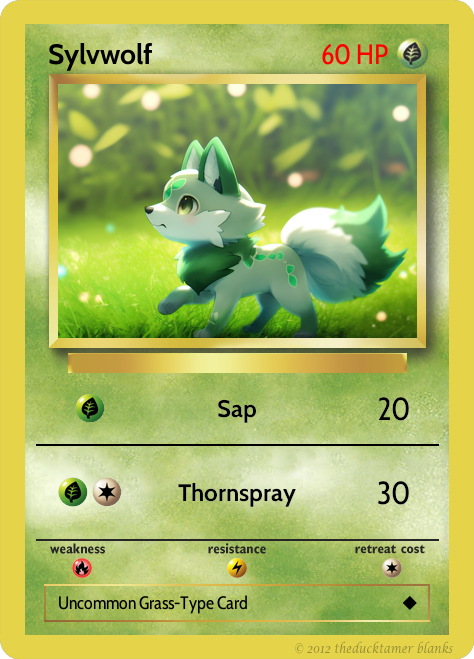 Sylvwolf 60 HP
Sap 20
Thornspray 30
weakness resistance retreat cost
Uncommon Grass-Type Card
© 2012 theducktamer blanks